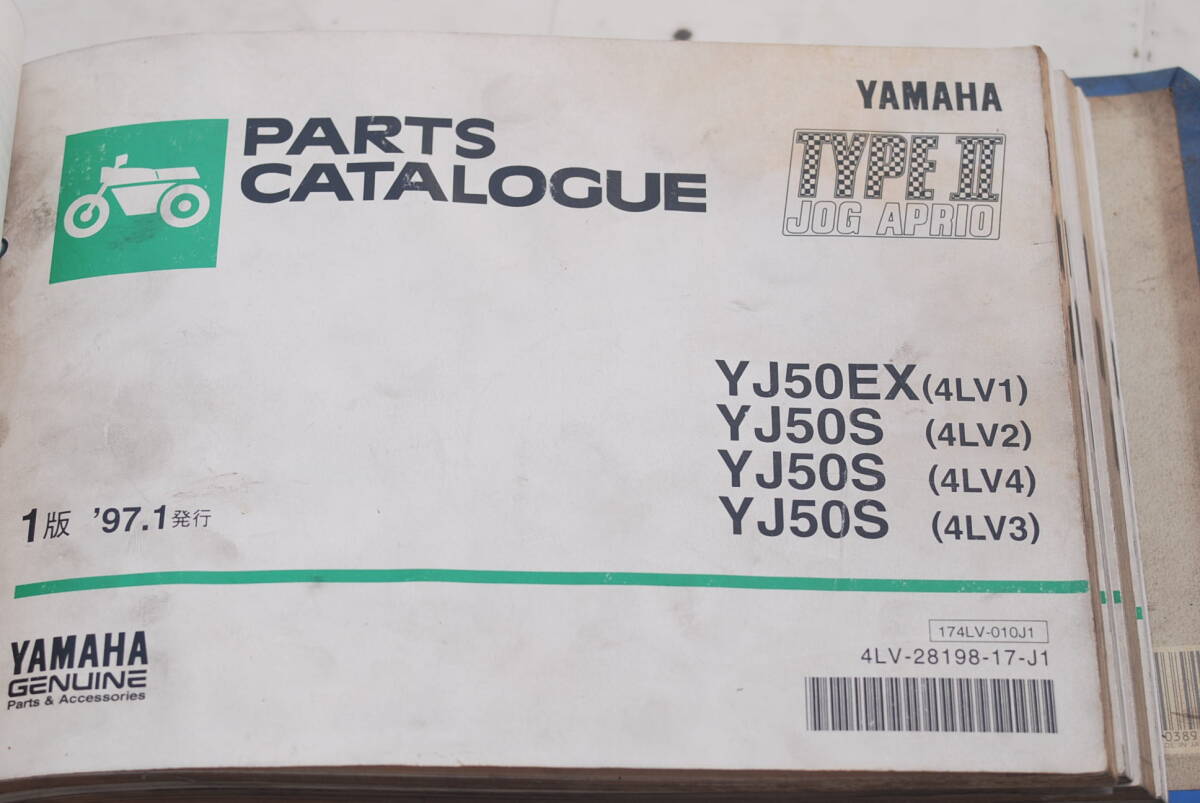 PARTS
CATALOGUE
YAMAHA
TYPE II
JOG APRIO
YJ50EX(4LV1)
YJ50S (4LV2)
YJ50S (4LV4)
YJ50S (4LV3)
1版 '97.1発行
YAMAHA
GENUINE
Parts & Accessories
174LV-010J1
4LV-28198-17-J1
0389